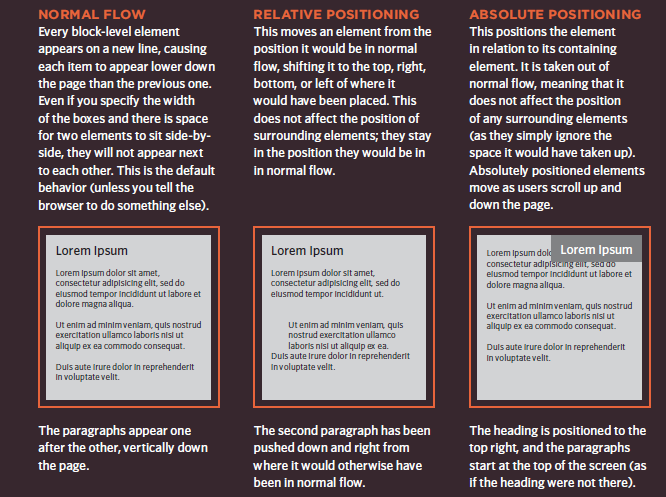 NORMAL FLOW
Every block-level element
appears on a new line, causing
each item to appear lower down
the page than the previous one.
Even if you specify the width
of the boxes and there is space
for two elements to sit side-by-
side, they will not appear next
to each other. This is the default
behavior (unless you tell the
browser to do something else).
Lorem Ipsum
Lorem ipsum dolor sit amet,
consectetur adipisicing elit, sed do
eiusmod tempor incididunt ut labore et
dolore magna aliqua.
Ut enim ad minim veniam, quis nostrud
exercitation ullamco laboris nisi ut
aliquip ex ea commodo consequat.
Duis aute irure dolor in reprehenderit
in voluptate velit.
The paragraphs appear one
after the other, vertically down
the page.
RELATIVE POSITIONING
This moves an element from the
position it would be in normal
flow, shifting it to the top, right,
bottom, or left of where it
would have been placed. This
does not affect the position of
surrounding elements; they stay
in the position they would be in
in normal flow.
Lorem Ipsum
Lorem ipsum dolor sit amet,
consectetur adipisicing elit, sed do
eiusmod tempor incididunt ut.
Ut enim ad minim veniam, quis
nostrud exercitation ullamco
laboris nisi ut aliquip ex ea.
Duis aute irure dolor in reprehenderit
in voluptate velit.
The second paragraph has been
pushed down and right from
where it would otherwise have
been in normal flow.
ABSOLUTE POSITIONING
This positions the element
in relation to its containing
element. It is taken out of
normal flow, meaning that it
does not affect the position
of any surrounding elements
(as they simply ignore the
space it would have taken up).
Absolutely positioned elements
move as users scroll up and
down the page.
Lorem Ipsum
Lorem ipsum
consectetur adipisicing elit, sed do
eiusmod tempor incididunt ut labore et
dolore magna aliqua.
Ut enim ad minim veniam, quis nostrud
exercitation ullamco laboris nisi ut
aliquip ex ea commodo consequat.
Duis aute irure dolor in reprehenderit
in voluptate velit.
The heading is positioned to the
top right, and the paragraphs
start at the top of the screen (as
if the heading were not there).